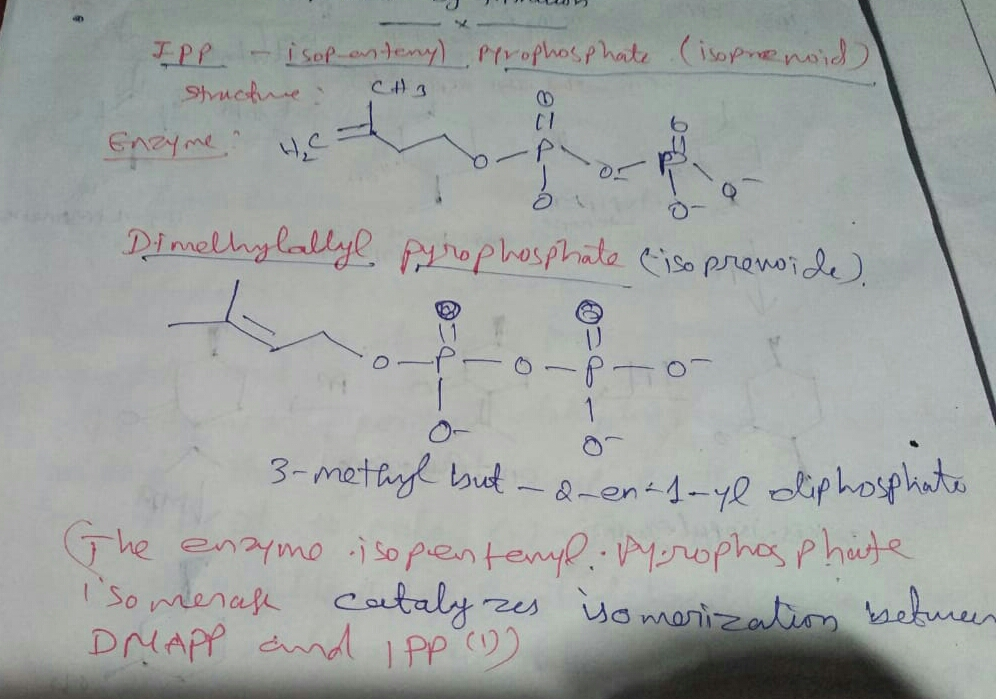 IPP - isopentenyl pyrophosphate (isoprenoid)
Structure:
CH3
Enzyme:
H2C
O
P
O
O-
P
O
O-
O-
Dimethylallyl pyrophosphate (isoprenoide).
O - P - O - P - O-
O-
O-
3-methyl but - 2-en-1-yl diphosphate
(The enzyme isopentenyl. Pyrophosphate
isomerase catalyzes isomerization between
DMAPP and IPP (1))